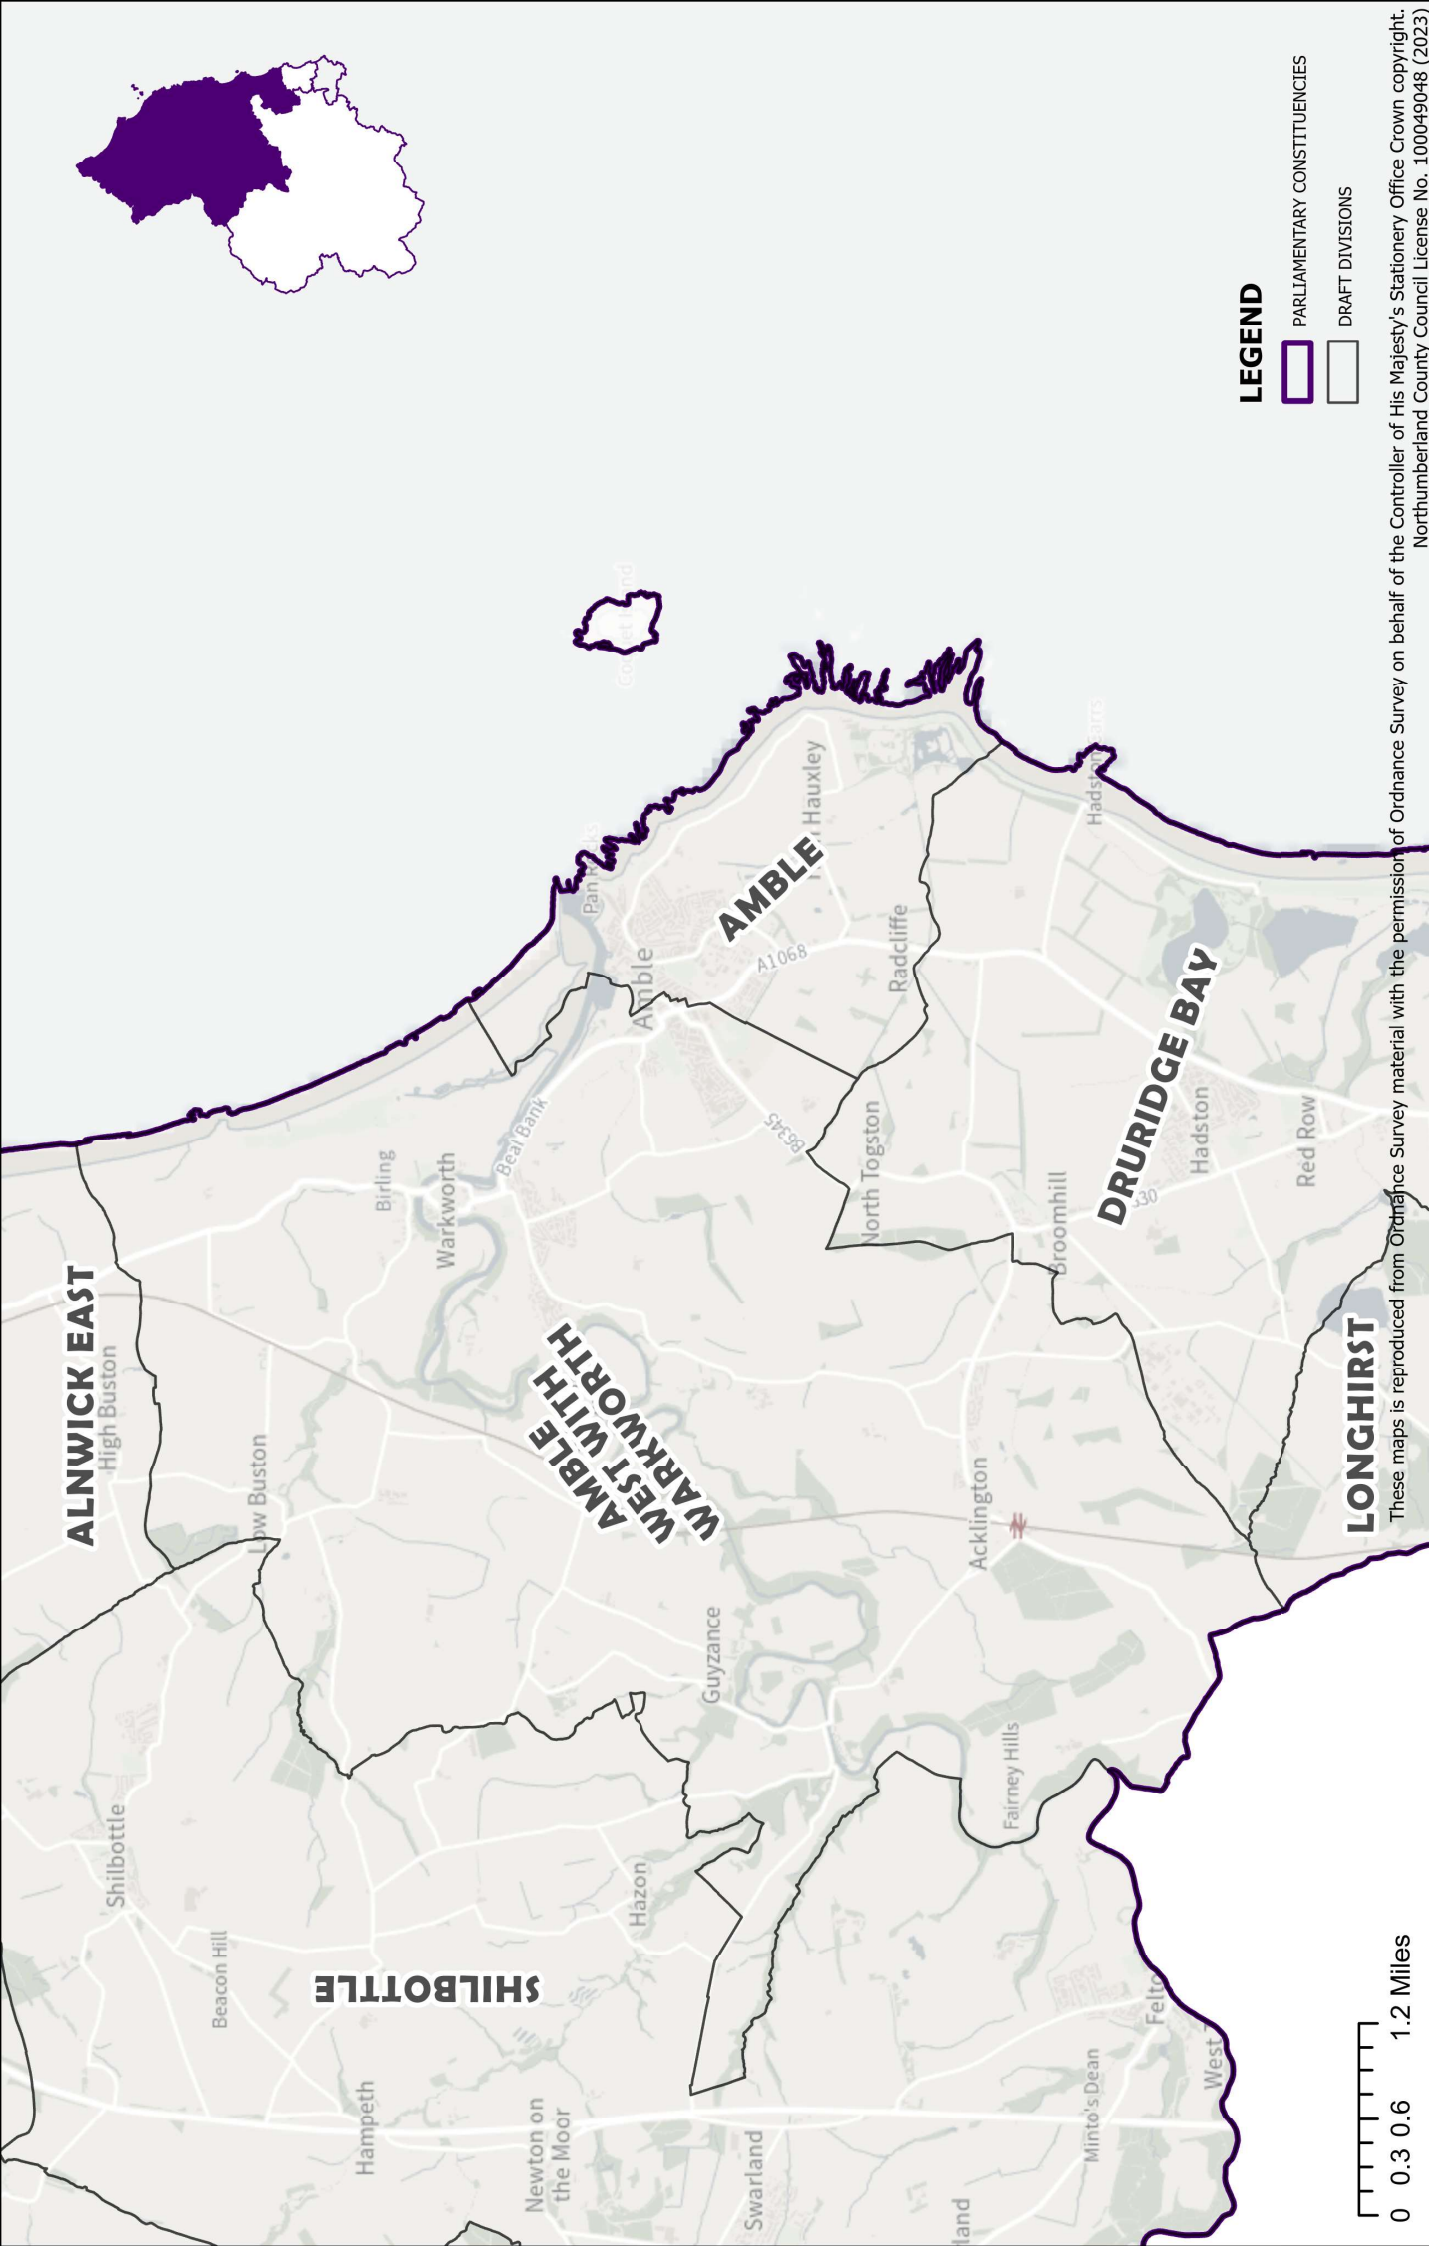 ALNWICK EAST
High Buston
Low Buston
Birling
Warkworth
Beal Bank
Shilbottle
Beacon Hill
SHILBOTTLE
Hampeth
Newton on
the Moor
Hazon
Swarland
Guyzance
AMBLE
WEST WITH
WARKWORTH
Amble
AMBLE
A1068
B6345
Hauxley
Radcliffe
North Togston
Acklington
Broomhill
DRURIDGE BAY
Hadston
Red Row
Fairney Hills
Minto's Dean
West
LONGHIRST
0 0.3 0.6 1.2 Miles
LEGEND
PARLIAMENTARY CONSTITUENCIES
DRAFT DIVISIONS
These maps is reproduced from Ordnance Survey material with the permission of Ordnance Survey on behalf of the Controller of His Majesty's Stationery Office Crown copyright.
Northumberland County Council License No. 100049048 (2023)